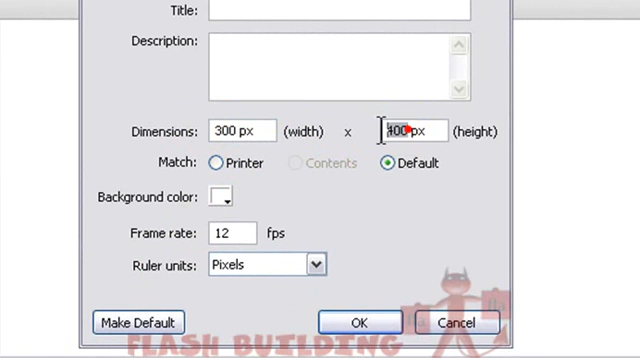 Title:
Description:
Dimensions: 300 px (width) x 400 px (height)
Match: Printer Contents Default
Background color:
Frame rate: 12 fps
Ruler units: Pixels
Make Default OK Cancel
FLASH BUILDING